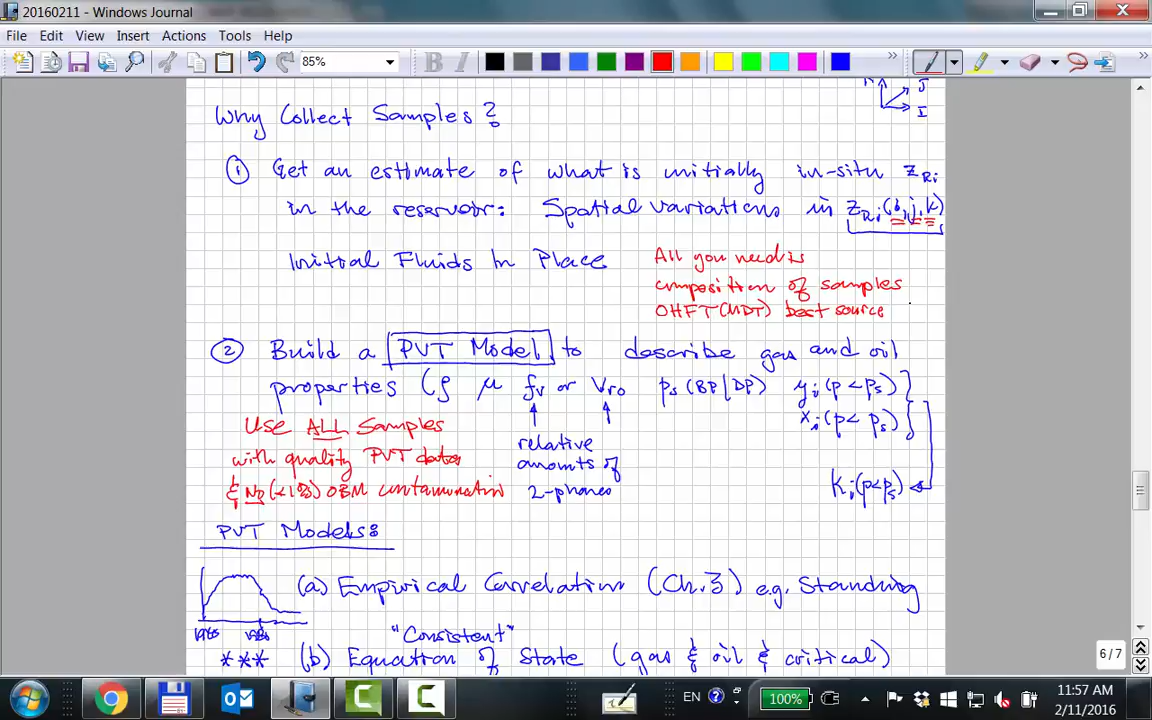 20160211 - Windows Journal
File Edit View Insert Actions Tools Help
85%
J
I
Why Collect Samples?
① Get an estimate of what is initially in-situ zRi
in the reservoir: Spatial variations in zRi(i,j,k)
Initial Fluids In Place
All you need is
composition of samples
OHFT(MDT) best source
② Build a PVT Model to describe gas and oil
properties (ρ μ fv or Vro ps (BP|DP) yi(p<ps)
xi(p<ps)
Use ALL Samples
with quality PVT data
& No (<1%) OBM contamination
relative
amounts of
2-phases
Ki(p<ps)
PVT Models:
(a) Empirical Correlation (Ch.3) e.g. Standing
"Consistent"
*** (b) Equation of State (gas & oil & critical)
6 / 7
EN
100%
11:57 AM
2/11/2016